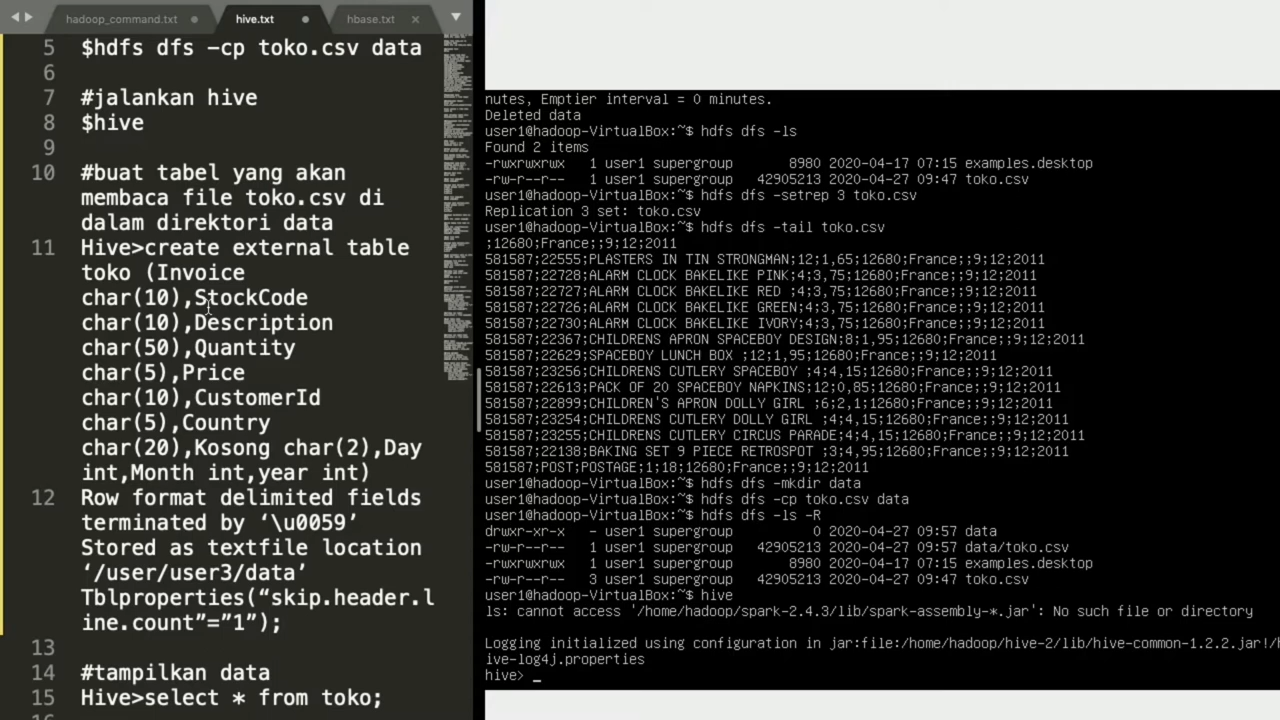 hadoop_command.txt
hive.txt
hbase.txt
5 $hdfs dfs -cp toko.csv data
6
7 #jalankan hive
8 $hive
9
10 #buat tabel yang akan
membaca file toko.csv di
dalam direktori data
11 Hive>create external table
toko (Invoice
char(10),StockCode
char(10),Description
char(50),Quantity
char(5),Price
char(10),CustomerId
char(5),Country
char(20),Kosong char(2),Day
int,Month int,year int)
12 Row format delimited fields
terminated by ‘\u0059’
Stored as textfile location
‘/user/user3/data’
Tblproperties(“skip.header.l
ine.count”=”1”);
13
14 #tampilkan data
15 Hive>select * from toko;
nutes, Emptier interval = 0 minutes.
Deleted data
user1@hadoop-VirtualBox:~$ hdfs dfs -ls
Found 2 items
-rwxrwxrwx 1 user1 supergroup 8980 2020-04-17 07:15 examples.desktop
-rw-r--r-- 1 user1 supergroup 42905213 2020-04-27 09:47 toko.csv
user1@hadoop-VirtualBox:~$ hdfs dfs -setrep 3 toko.csv
Replication 3 set: toko.csv
user1@hadoop-VirtualBox:~$ hdfs dfs -tail toko.csv
;12680;France;;9;12;2011
581587;22555;PLASTERS IN TIN STRONGMAN;12;1,65;12680;France;;9;12;2011
581587;22728;ALARM CLOCK BAKELIKE PINK;4;3,75;12680;France;;9;12;2011
581587;22727;ALARM CLOCK BAKELIKE RED ;4;3,75;12680;France;;9;12;2011
581587;22726;ALARM CLOCK BAKELIKE GREEN;4;3,75;12680;France;;9;12;2011
581587;22730;ALARM CLOCK BAKELIKE IVORY;4;3,75;12680;France;;9;12;2011
581587;22367;CHILDRENS APRON SPACEBOY DESIGN;8;1,95;12680;France;;9;12;2011
581587;22629;SPACEBOY LUNCH BOX ;12;1,95;12680;France;;9;12;2011
581587;23256;CHILDRENS CUTLERY SPACEBOY ;4;4,15;12680;France;;9;12;2011
581587;22613;PACK OF 20 SPACEBOY NAPKINS;12;0,85;12680;France;;9;12;2011
581587;22899;CHILDREN'S APRON DOLLY GIRL ;6;2,1;12680;France;;9;12;2011
581587;23254;CHILDRENS CUTLERY DOLLY GIRL ;4;4,15;12680;France;;9;12;2011
581587;23255;CHILDRENS CUTLERY CIRCUS PARADE;4;4,15;12680;France;;9;12;2011
581587;22138;BAKING SET 9 PIECE RETROSPOT ;3;4,95;12680;France;;9;12;2011
581587;POST;POSTAGE;1;18;12680;France;;9;12;2011
user1@hadoop-VirtualBox:~$ hdfs dfs -mkdir data
user1@hadoop-VirtualBox:~$ hdfs dfs -cp toko.csv data
user1@hadoop-VirtualBox:~$ hdfs dfs -ls -R
drwxr-xr-x - user1 supergroup 0 2020-04-27 09:57 data
-rw-r--r-- 1 user1 supergroup 42905213 2020-04-27 09:57 data/toko.csv
-rwxrwxrwx 1 user1 supergroup 8980 2020-04-17 07:15 examples.desktop
-rw-r--r-- 3 user1 supergroup 42905213 2020-04-27 09:47 toko.csv
user1@hadoop-VirtualBox:~$ hive
ls: cannot access '/home/hadoop/spark-2.4.3/lib/spark-assembly-*.jar': No such file or directory
Logging initialized using configuration in jar:file:/home/hadoop/hive-2/lib/hive-common-1.2.2.jar!/h
ive-log4j.properties
hive> _